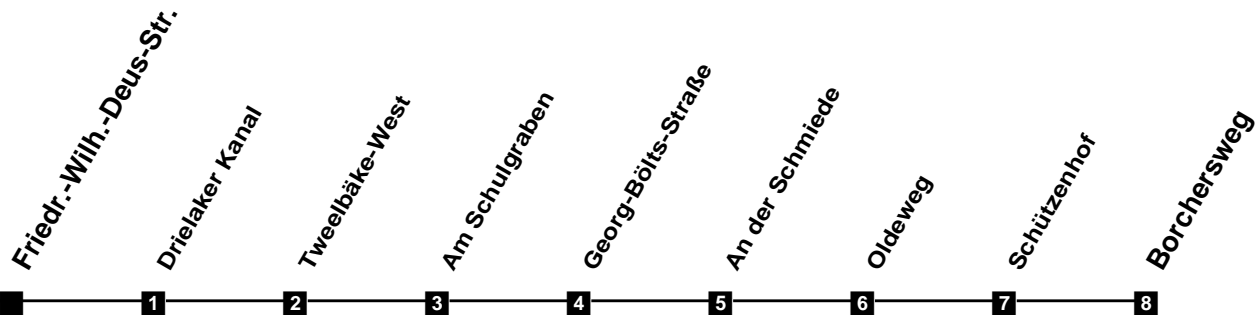 Friedr.-Wilh.-Deus-Str.
Drielaker Kanal
Tweelbäke-West
Am Schulgraben
Georg-Bölts-Straße
An der Schmiede
Oldeweg
Schützenhof
Borchersweg
1 2 3 4 5 6 7 8